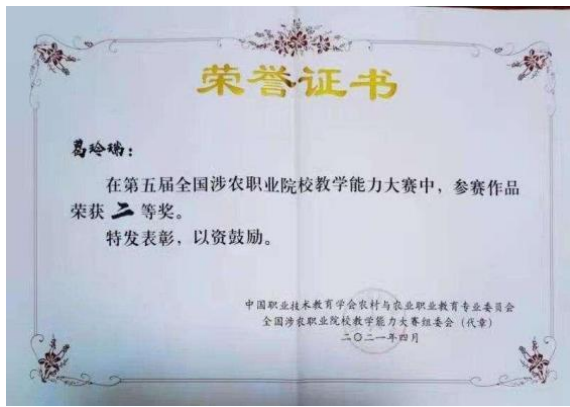 荣誉证书
葛玲瑞：
在第五届全国涉农职业院校教学能力大赛中，参赛作品
荣获 二 等奖。
特发表彰，以资鼓励。
中国职业技术教育学会农村与农业职业教育专业委员会
全国涉农职业院校教学能力大赛组委会（代章）
二〇二一年四月